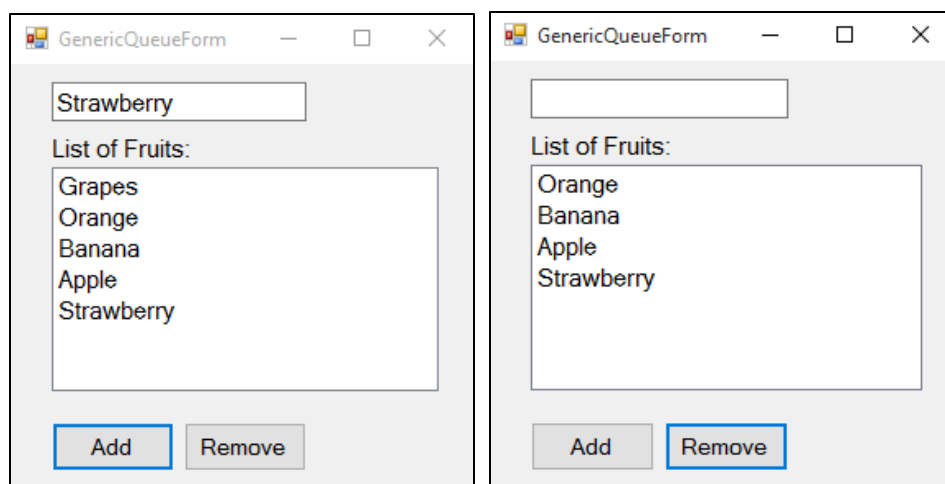 GenericQueueForm
Strawberry
List of Fruits:
Grapes
Orange
Banana
Apple
Strawberry
Add
Remove
GenericQueueForm
List of Fruits:
Orange
Banana
Apple
Strawberry
Add
Remove